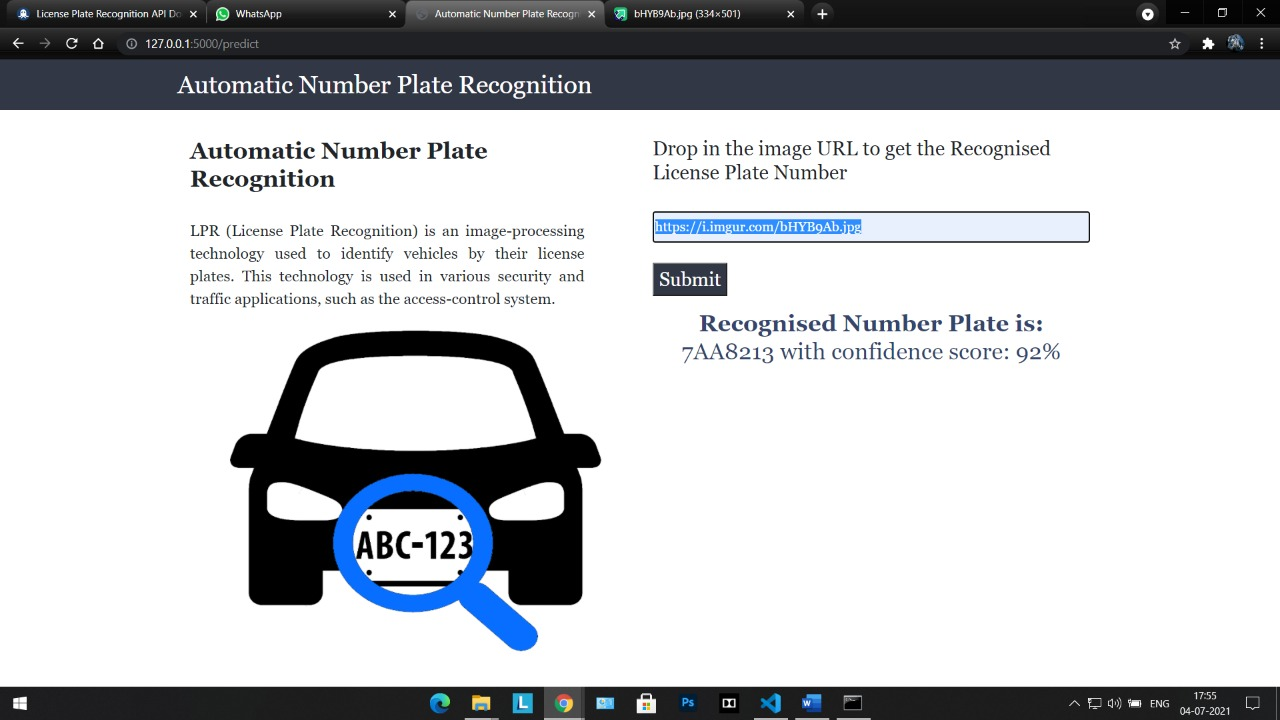 License Plate Recognition API Do
WhatsApp
Automatic Number Plate Recogn
bHYB9Ab.jpg (334×501)
127.0.0.1:5000/predict
Automatic Number Plate Recognition
Automatic Number Plate
Recognition
LPR (License Plate Recognition) is an image-processing
technology used to identify vehicles by their license
plates. This technology is used in various security and
traffic applications, such as the access-control system.
ABC-123
Drop in the image URL to get the Recognised
License Plate Number
https://i.imgur.com/bHYB9Ab.jpg
Submit
Recognised Number Plate is:
7AA8213 with confidence score: 92%
L
Ps
W
ENG
17:55
04-07-2021